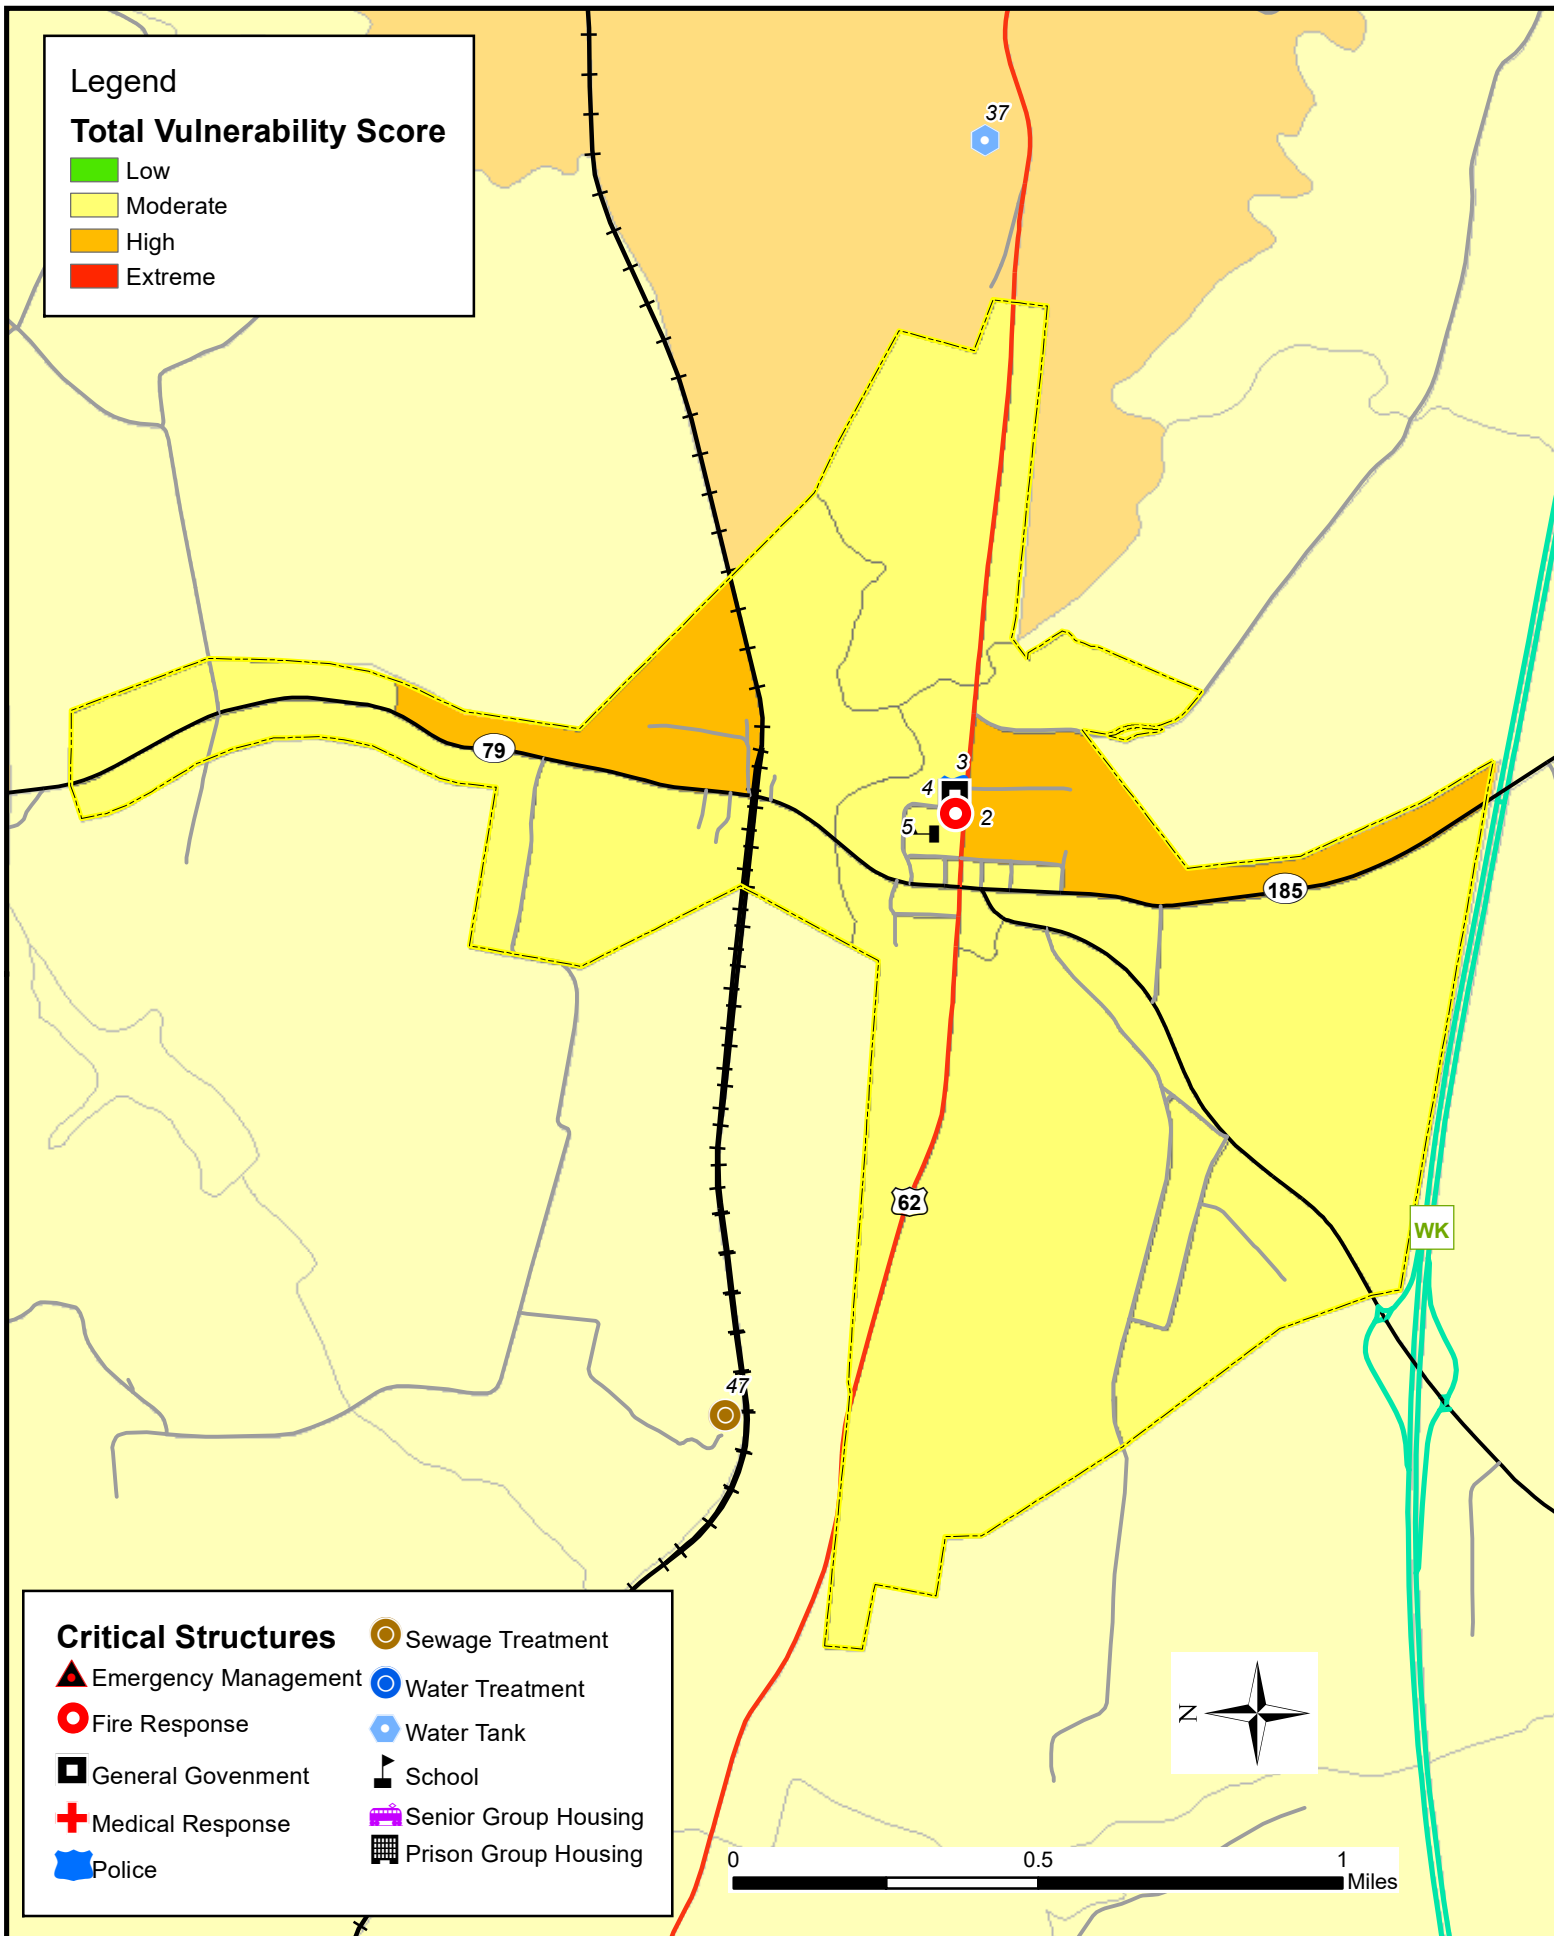 Legend
Total Vulnerability Score
Low
Moderate
High
Extreme
37
79
3
4
2
5
185
62
WK
47
Critical Structures
Emergency Management
Fire Response
General Govenment
Medical Response
Police
Sewage Treatment
Water Treatment
Water Tank
School
Senior Group Housing
Prison Group Housing
N
0 0.5 1
Miles